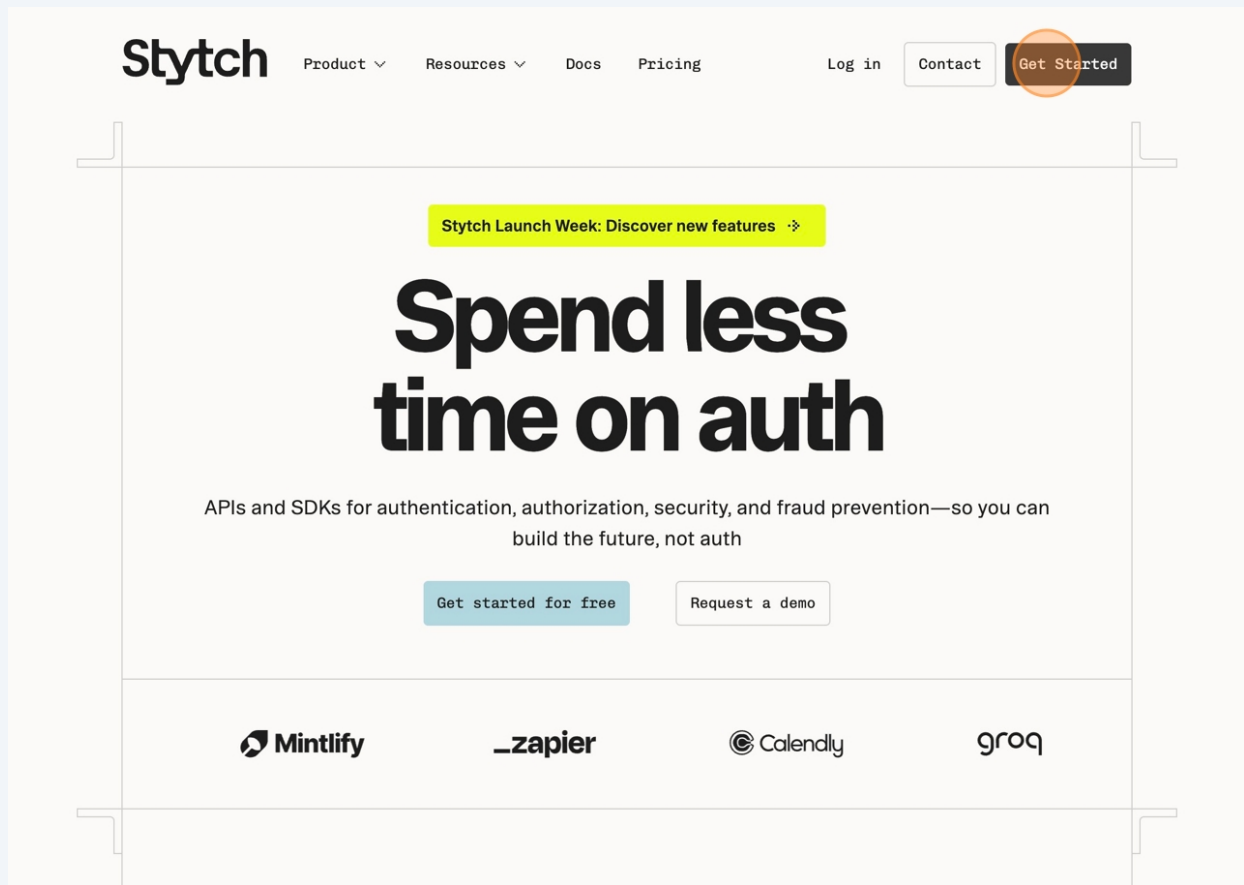 Stytch
Product
Resources
Docs
Pricing
Log in
Contact
Get Started
Stytch Launch Week: Discover new features
Spend less
time on auth
APIs and SDKs for authentication, authorization, security, and fraud prevention—so you can
build the future, not auth
Get started for free
Request a demo
Mintlify
_zapier
Calendly
groq